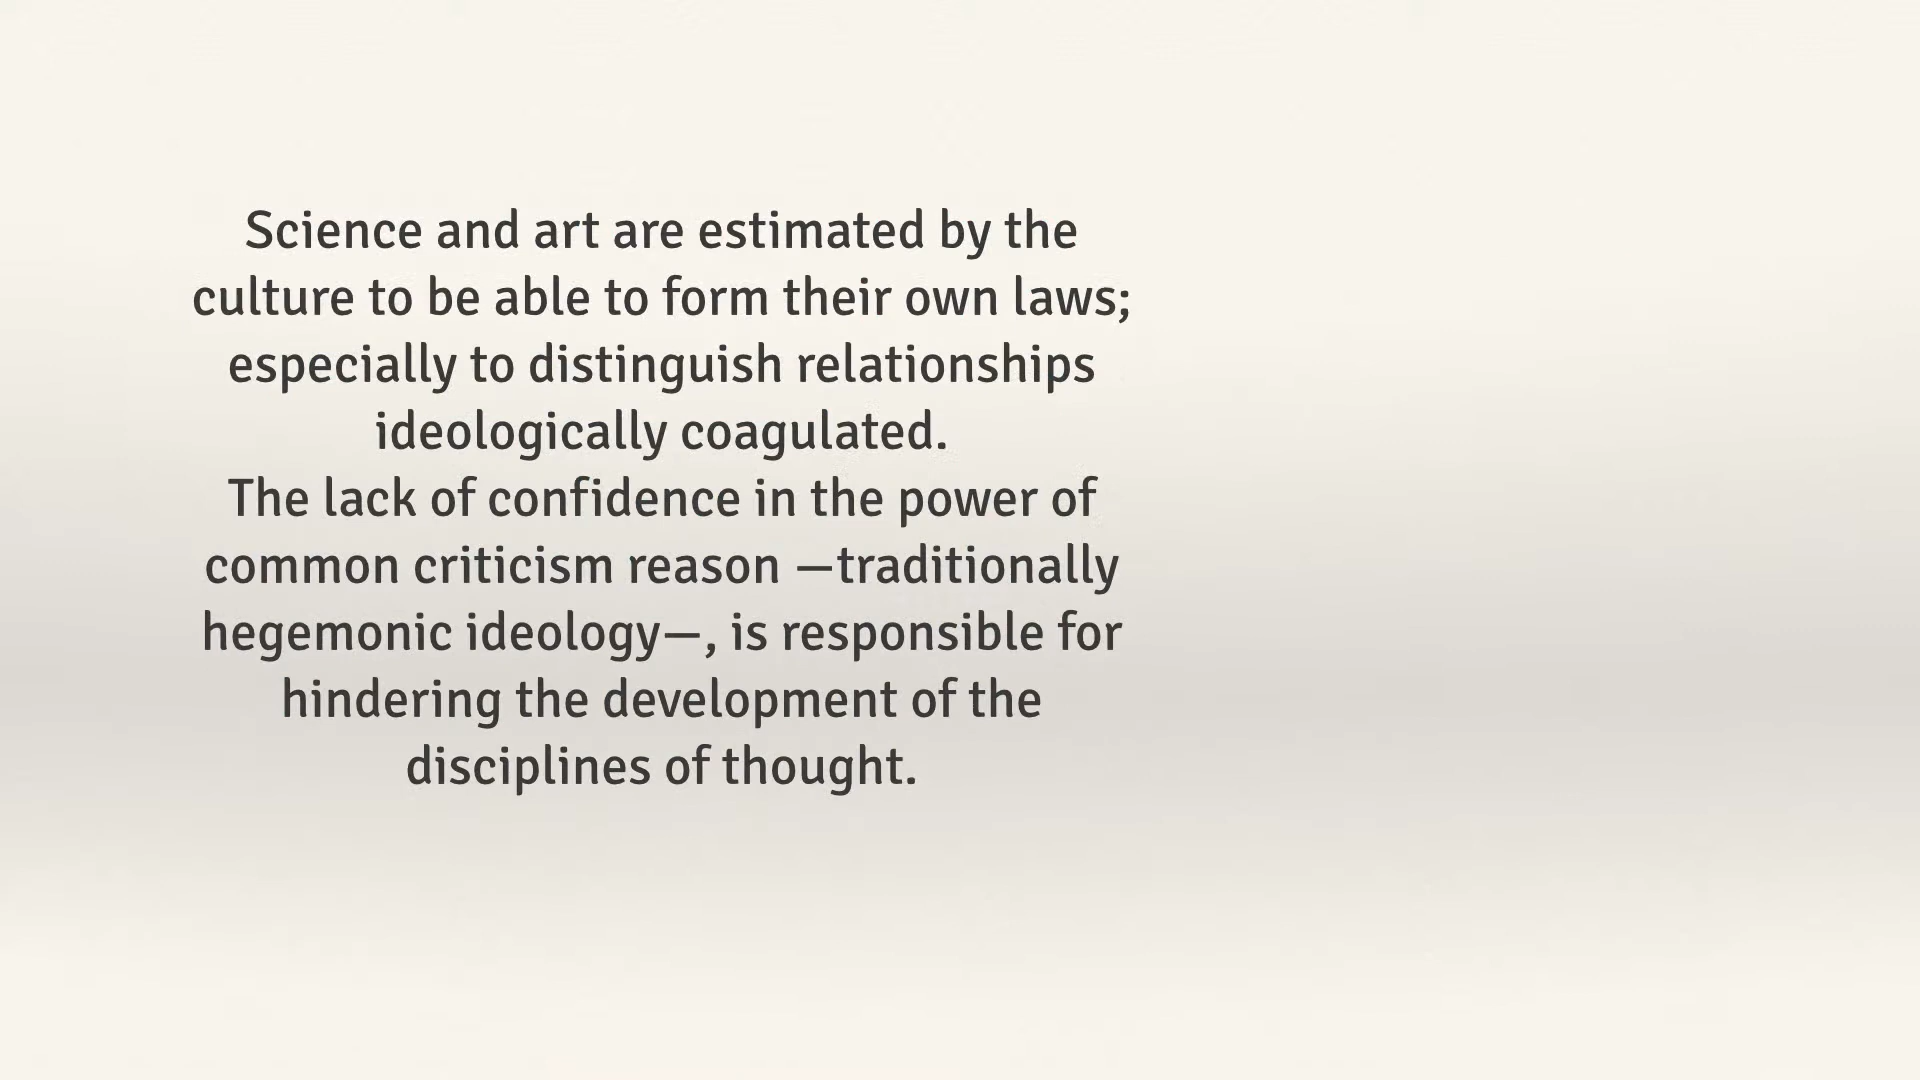 Science and art are estimated by the
culture to be able to form their own laws;
especially to distinguish relationships
ideologically coagulated.
The lack of confidence in the power of
common criticism reason —traditionally
hegemonic ideology—, is responsible for
hindering the development of the
disciplines of thought.